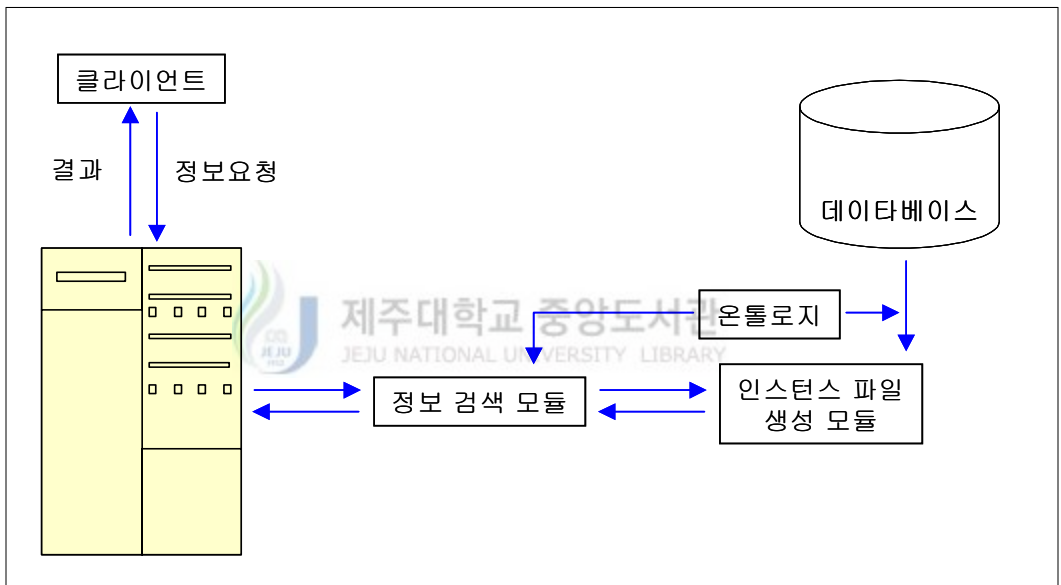 클라이언트
결과
정보요청
데이타베이스
제주대학교 중앙도서관
JEJU NATIONAL UNIVERSITY LIBRARY
JEJU
1952
온톨로지
정보 검색 모듈
인스턴스 파일
생성 모듈